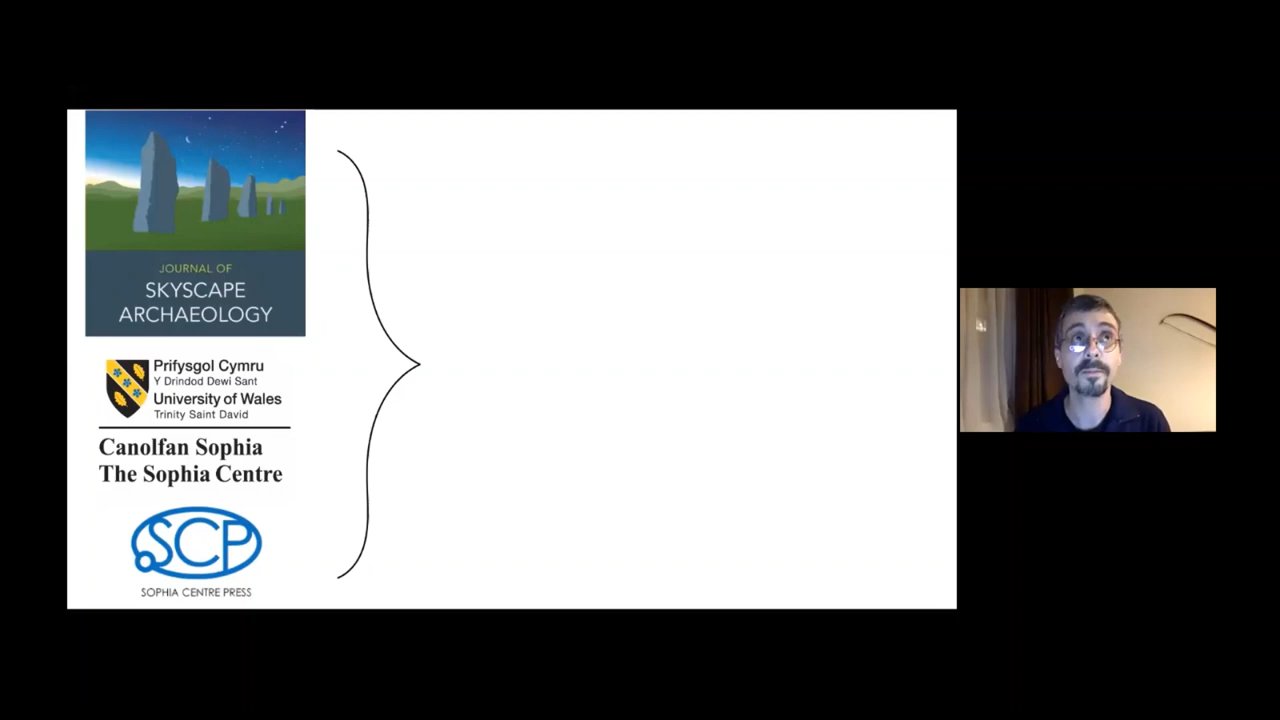 JOURNAL OF
SKYSCAPE
ARCHAEOLOGY
Prifysgol Cymru
Y Drindod Dewi Sant
University of Wales
Trinity Saint David
Canolfan Sophia
The Sophia Centre
SCP
SOPHIA CENTRE PRESS